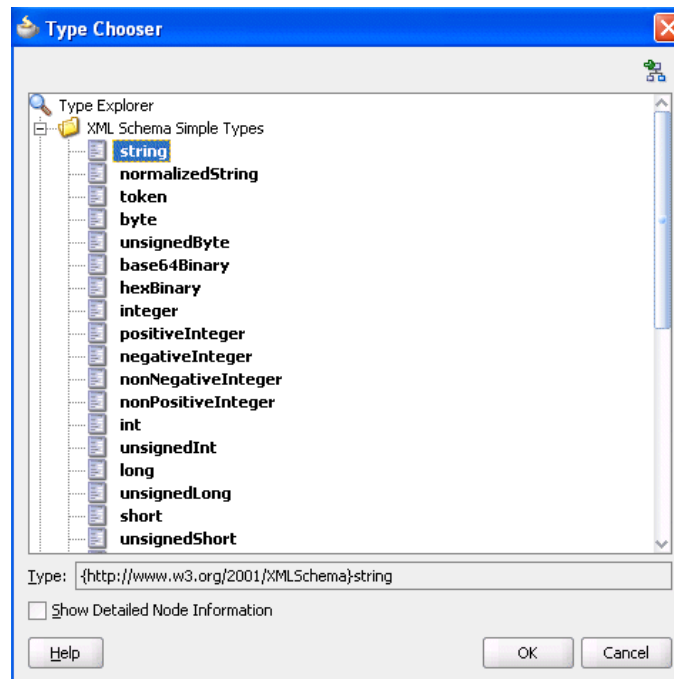 Type Chooser
Type Explorer
XML Schema Simple Types
string
normalizedString
token
byte
unsignedByte
base64Binary
hexBinary
integer
positiveInteger
negativeInteger
nonNegativeInteger
nonPositiveInteger
int
unsignedInt
long
unsignedLong
short
unsignedShort
Type: {http://www.w3.org/2001/XMLSchema}string
Show Detailed Node Information
Help OK Cancel